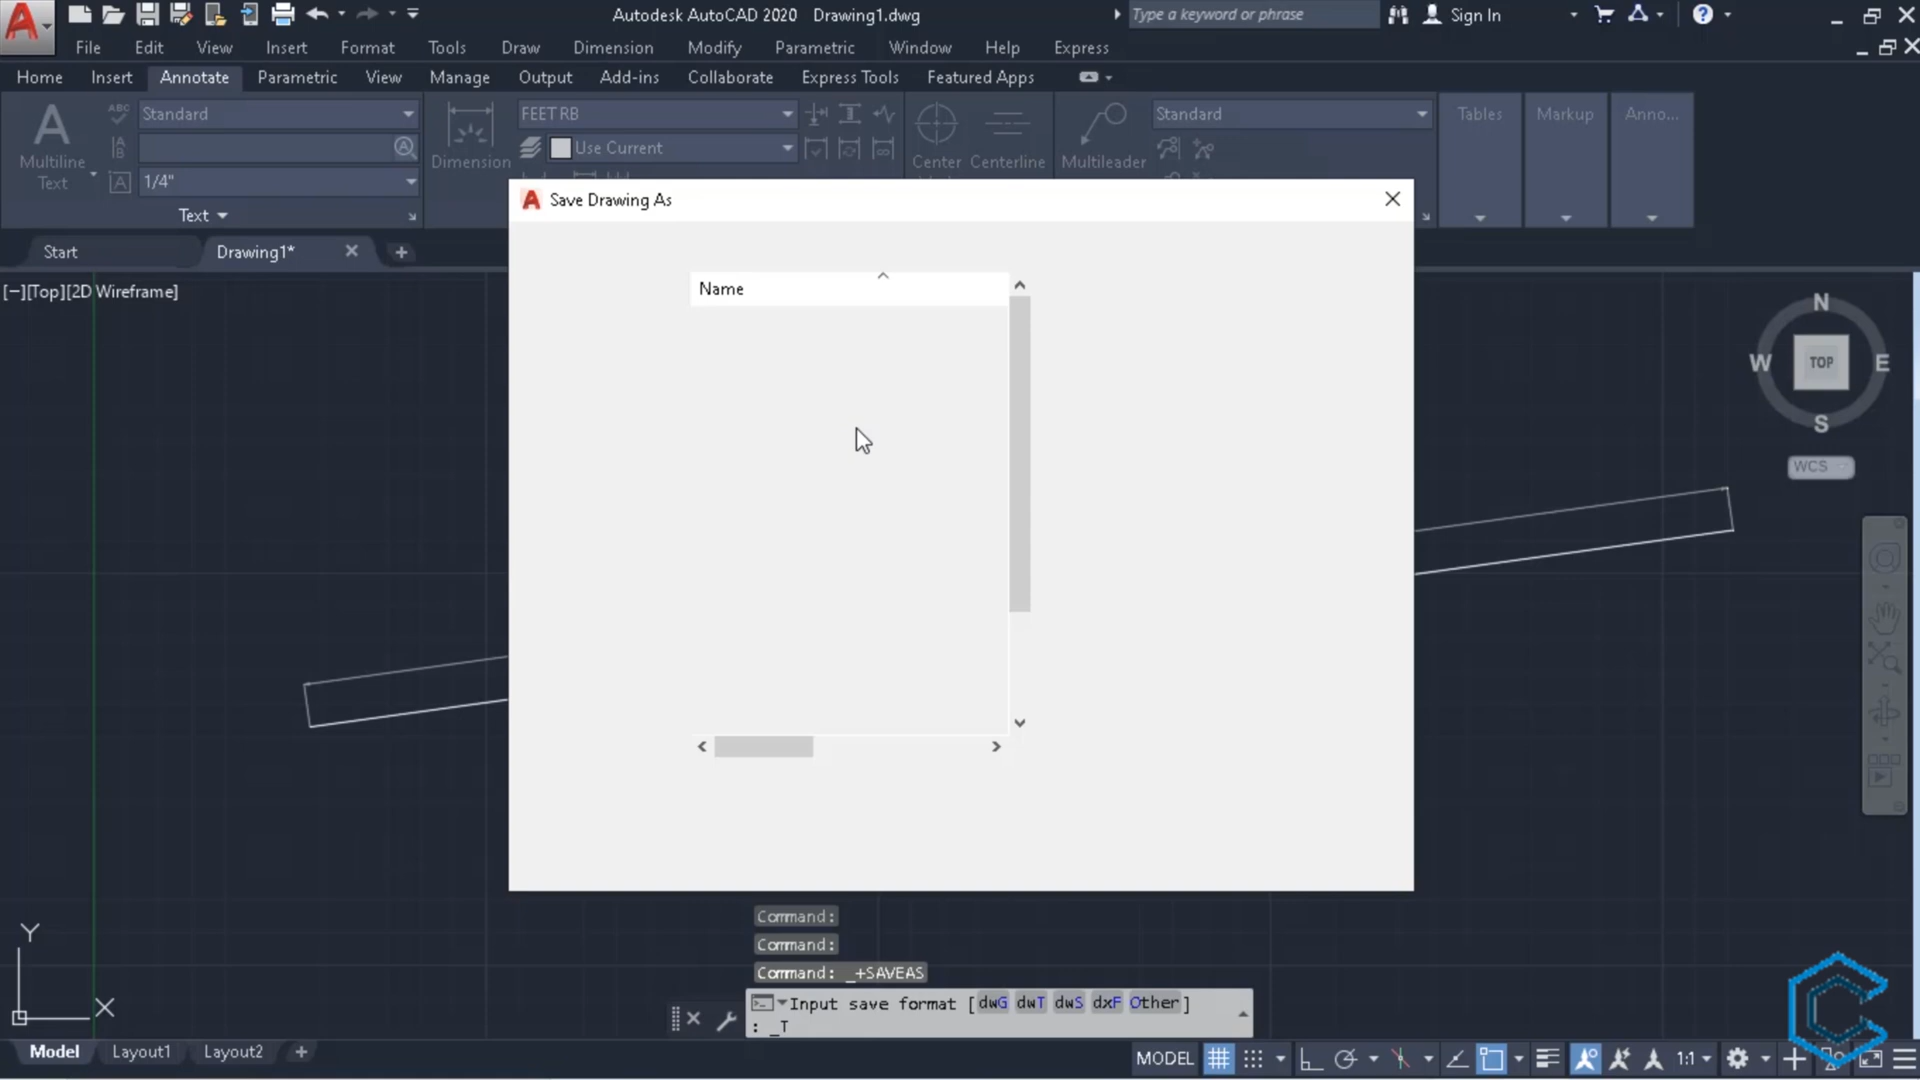 Autodesk AutoCAD 2020 Drawing1.dwg
Type a keyword or phrase
Sign In
File Edit View Insert Format Tools Draw Dimension Modify Parametric Window Help Express
Home Insert Annotate Parametric View Manage Output Add-ins Collaborate Express Tools Featured Apps
Multiline
Text
ABC
Standard
1/4"
Text
Dimension
FEET RB
Use Current
Center
Centerline
Multileader
Standard
Tables
Markup
Anno...
Start
Drawing1*
[−][Top][2D Wireframe]
Save Drawing As
Name
N
W
TOP
E
S
WCS
Y
X
Command:
Command:
Command: _+SAVEAS
Input save format [dwG dwT dwS dxF Other]
: _T
Model
Layout1
Layout2
MODEL
1:1